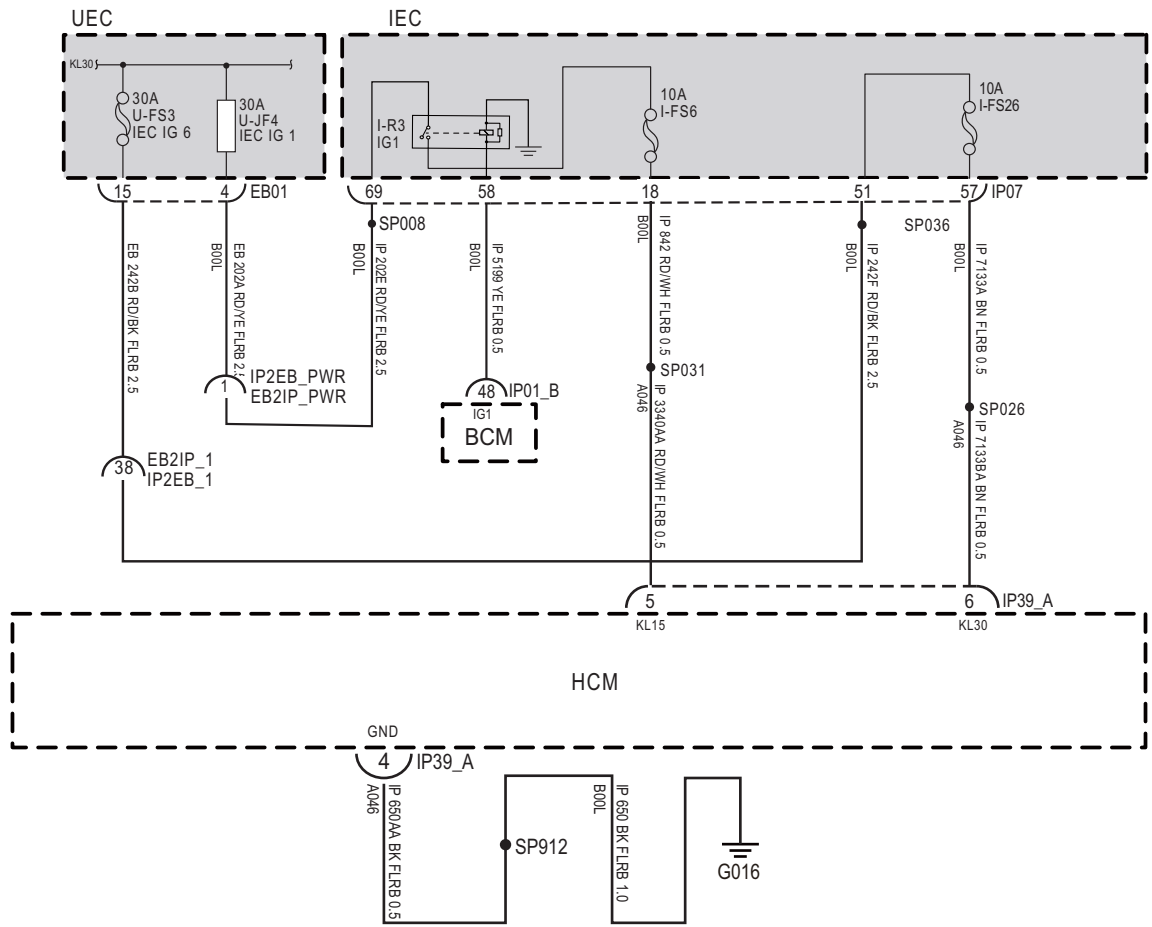 UEC
IEC
KL30
30A
U-FS3
IEC IG 6
30A
U-JF4
IEC IG 1
I-R3
IG1
10A
I-FS6
10A
I-FS26
15
4
EB01
69
58
18
51
57
IP07
SP008
SP036
EB 242B RD/BK FLRB 2.5
B00L
EB 202A RD/YE FLRB 2.5
B00L
IP 202E RD/YE FLRB 2.5
B00L
IP 5199 YE FLRB 0.5
B00L
IP 842 RD/WH FLRB 0.5
B00L
IP 242F RD/BK FLRB 2.5
B00L
IP 7133A BN FLRB 0.5
SP031
1
IP2EB_PWR
EB2IP_PWR
48
IP01_B
IG1
BCM
A046
IP 3340AA RD/WH FLRB 0.5
SP026
A046
IP 7133BA BN FLRB 0.5
38
EB2IP_1
IP2EB_1
5
6
IP39_A
KL15
KL30
HCM
GND
4
IP39_A
A046
IP 650AA BK FLRB 0.5
SP912
B00L
IP 650 BK FLRB 1.0
G016